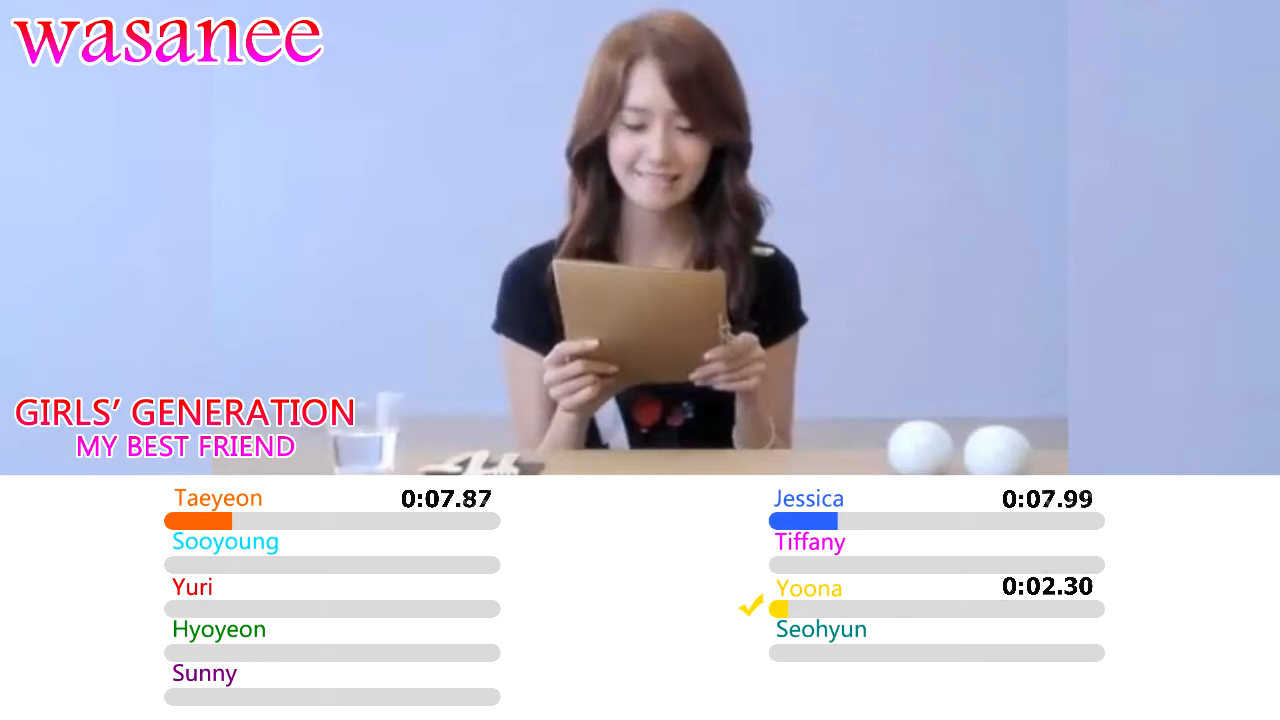 wasanee
GIRLS’ GENERATION
MY BEST FRIEND
Taeyeon 0:07.87
Sooyoung
Yuri
Hyoyeon
Sunny
Jessica 0:07.99
Tiffany
Yoona 0:02.30
Seohyun